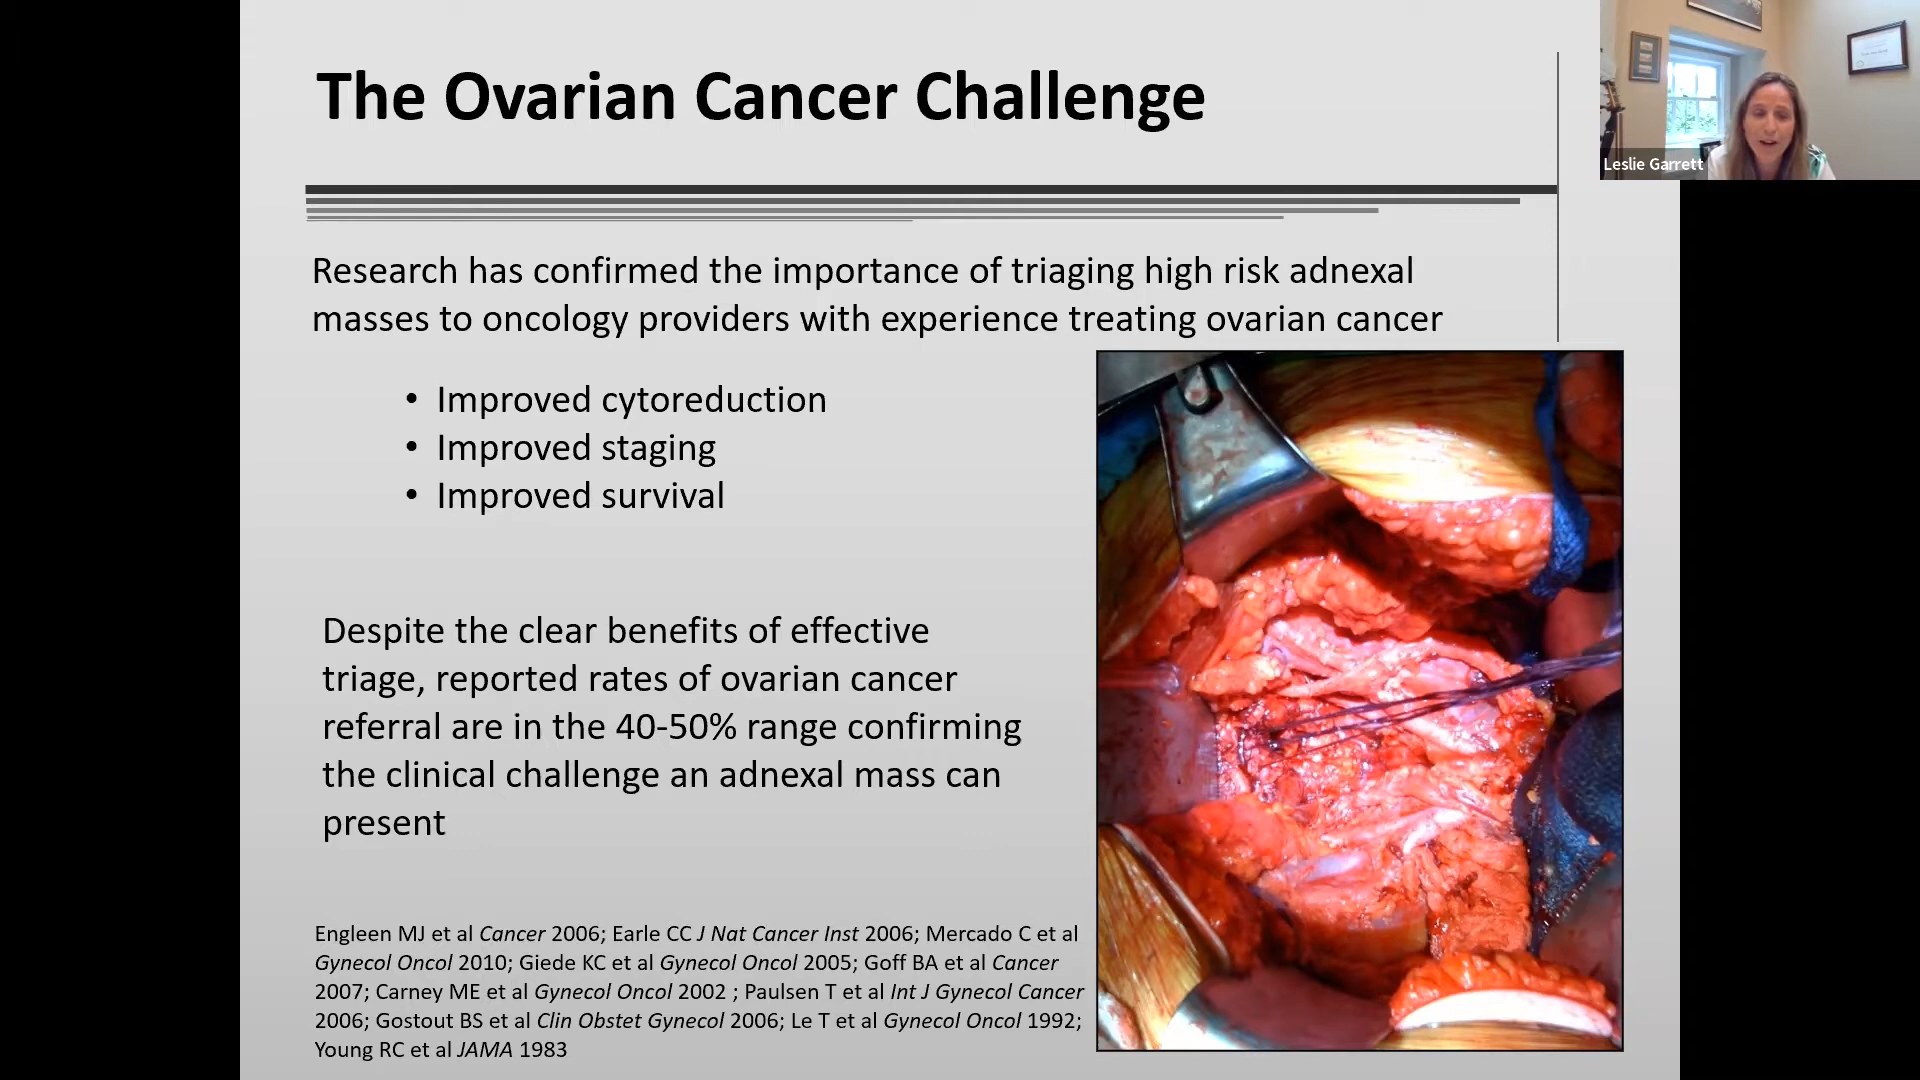 The Ovarian Cancer Challenge
Leslie Garrett
Research has confirmed the importance of triaging high risk adnexal
masses to oncology providers with experience treating ovarian cancer
• Improved cytoreduction
• Improved staging
• Improved survival
Despite the clear benefits of effective
triage, reported rates of ovarian cancer
referral are in the 40-50% range confirming
the clinical challenge an adnexal mass can
present
Engleen MJ et al Cancer 2006; Earle CC J Nat Cancer Inst 2006; Mercado C et al
Gynecol Oncol 2010; Giede KC et al Gynecol Oncol 2005; Goff BA et al Cancer
2007; Carney ME et al Gynecol Oncol 2002 ; Paulsen T et al Int J Gynecol Cancer
2006; Gostout BS et al Clin Obstet Gynecol 2006; Le T et al Gynecol Oncol 1992;
Young RC et al JAMA 1983